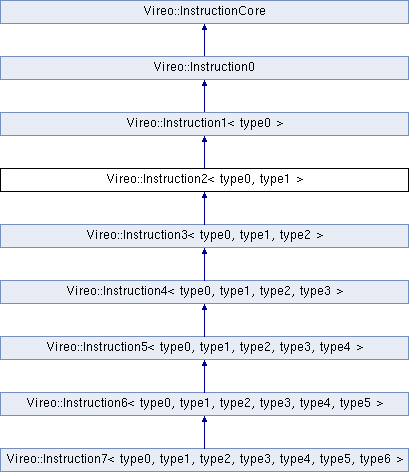 Vireo::InstructionCore
Vireo::Instruction0
Vireo::Instruction1< type0 >
Vireo::Instruction2< type0, type1 >
Vireo::Instruction3< type0, type1, type2 >
Vireo::Instruction4< type0, type1, type2, type3 >
Vireo::Instruction5< type0, type1, type2, type3, type4 >
Vireo::Instruction6< type0, type1, type2, type3, type4, type5 >
Vireo::Instruction7< type0, type1, type2, type3, type4, type5, type6 >